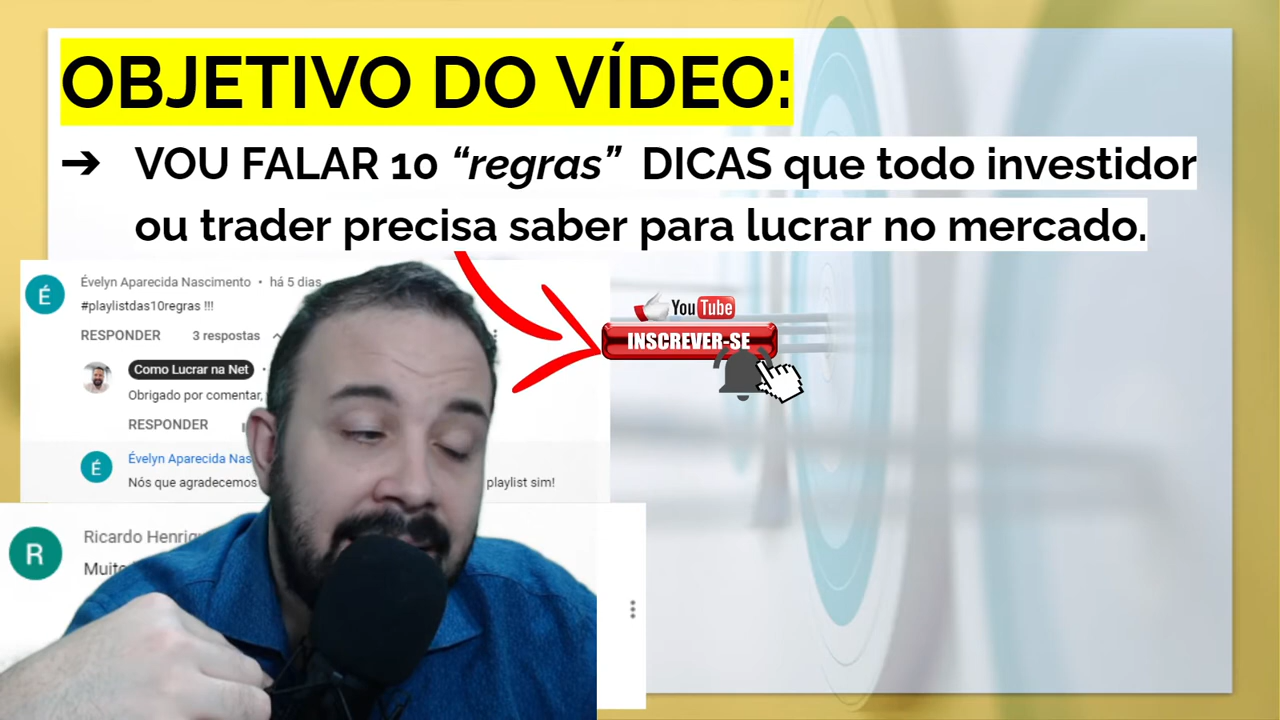 OBJETIVO DO VÍDEO:
➔ VOU FALAR 10 “regras” DICAS que todo investidor
ou trader precisa saber para lucrar no mercado.
Évelyn Aparecida Nascimento • há 5 dias
É
#playlistdas10regras !!!
RESPONDER 3 respostas
YouTube
INSCREVER-SE
Como Lucrar na Net •
Obrigado por comentar,
RESPONDER
É
Évelyn Aparecida Nas
Nós que agradecemos playlist sim!
R
Ricardo Henriq
Muit